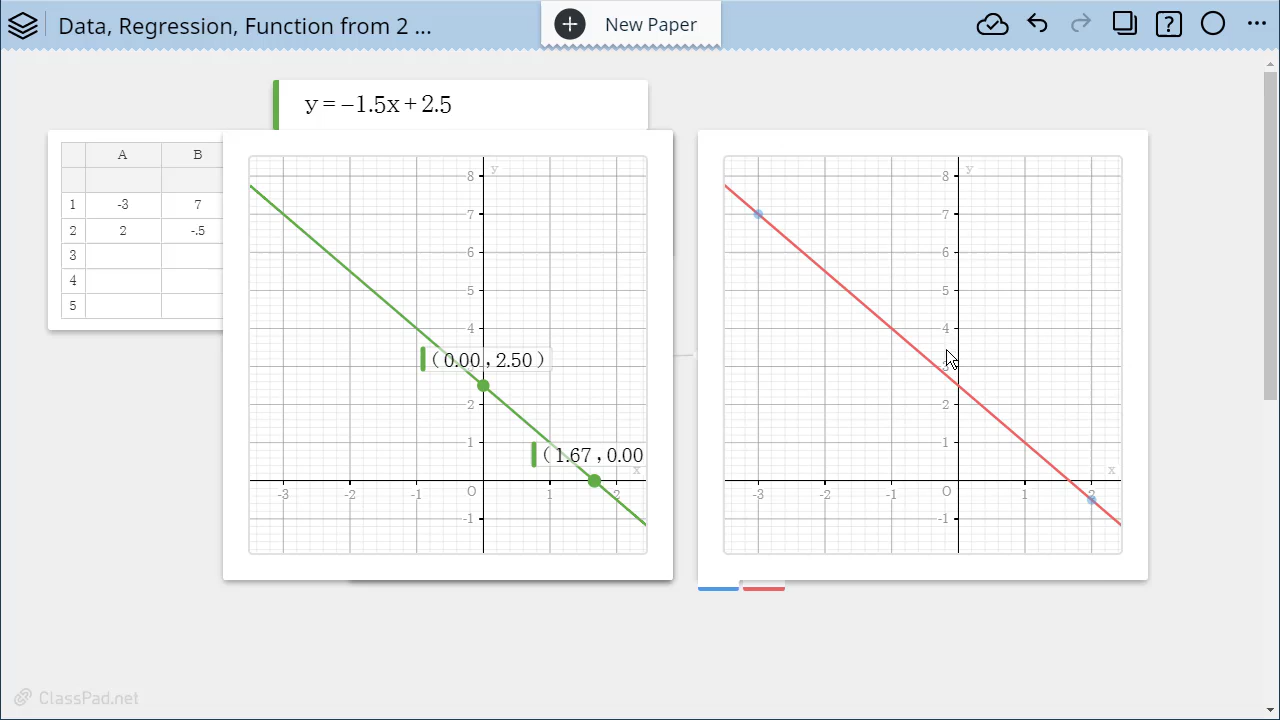 Data, Regression, Function from 2 ...
New Paper
y = −1.5x + 2.5
A B
1 -3 7
2 2 -.5
3
4
5
y
8
7
6
5
4
( 0.00 , 2.50 )
2
1
( 1.67 , 0.00
x
-3 -2 -1 O 1 2
-1
y
8
7
6
5
4
3
2
1
x
-3 -2 -1 O 1 2
-1
ClassPad.net